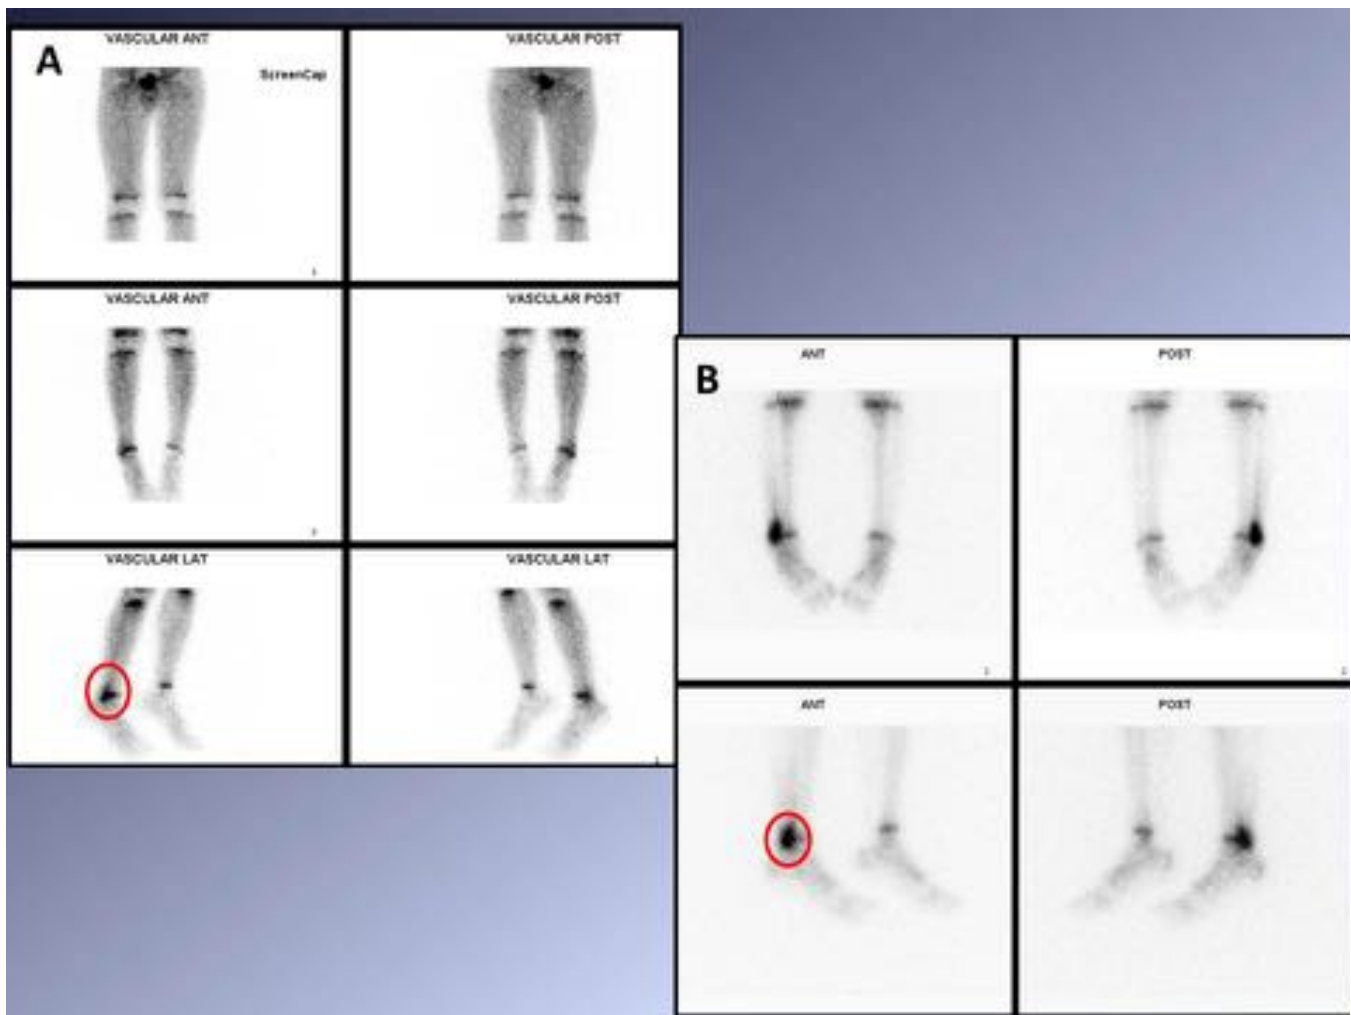 A
VASCULAR ANT
VASCULAR POST
ScreenCap
VASCULAR ANT
VASCULAR POST
VASCULAR LAT
VASCULAR LAT
B
ANT
POST
ANT
POST